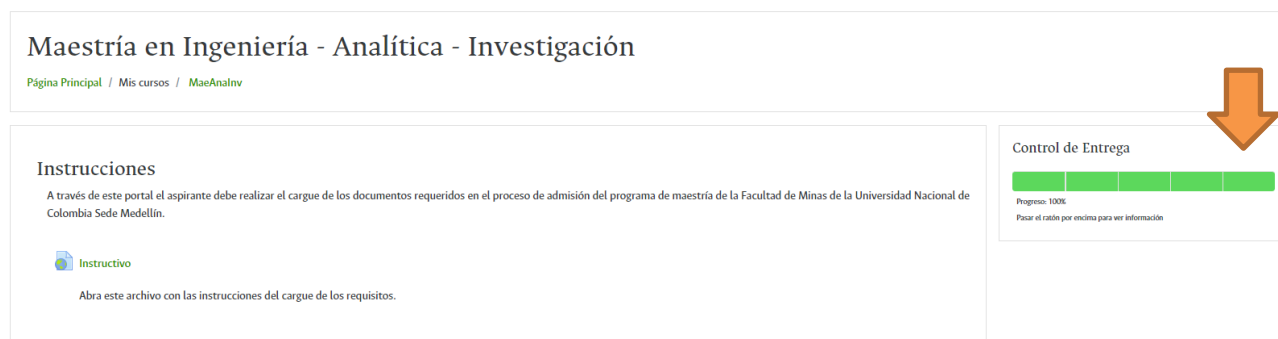 Maestría en Ingeniería - Analítica - Investigación
Página Principal / Mis cursos / MaeAnaInv
Instrucciones
A través de este portal el aspirante debe realizar el cargue de los documentos requeridos en el proceso de admisión del programa de maestría de la Facultad de Minas de la Universidad Nacional de
Colombia Sede Medellín.
Instructivo
Abra este archivo con las instrucciones del cargue de los requisitos.
Control de Entrega
Progreso: 100%
Pasar el ratón por encima para ver información